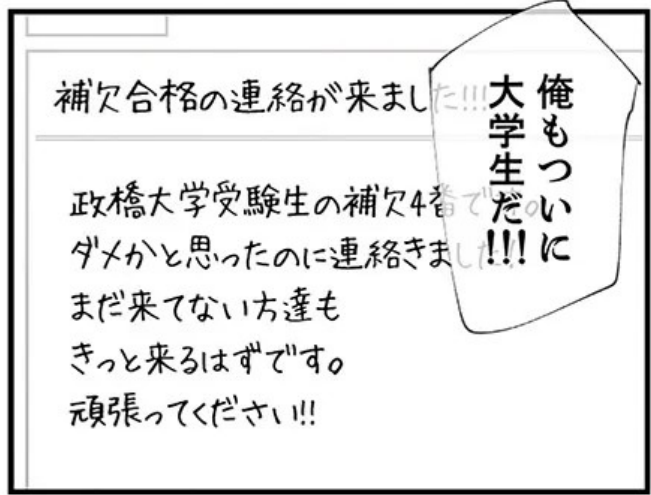 俺もついに
大学生だ!!!
補欠合格の連絡が来ました!!!
政橋大学受験生の補欠4番です。
ダメかと思ったのに連絡きました!
まだ来てない方達も
きっと来るはずです。
頑張ってください!!